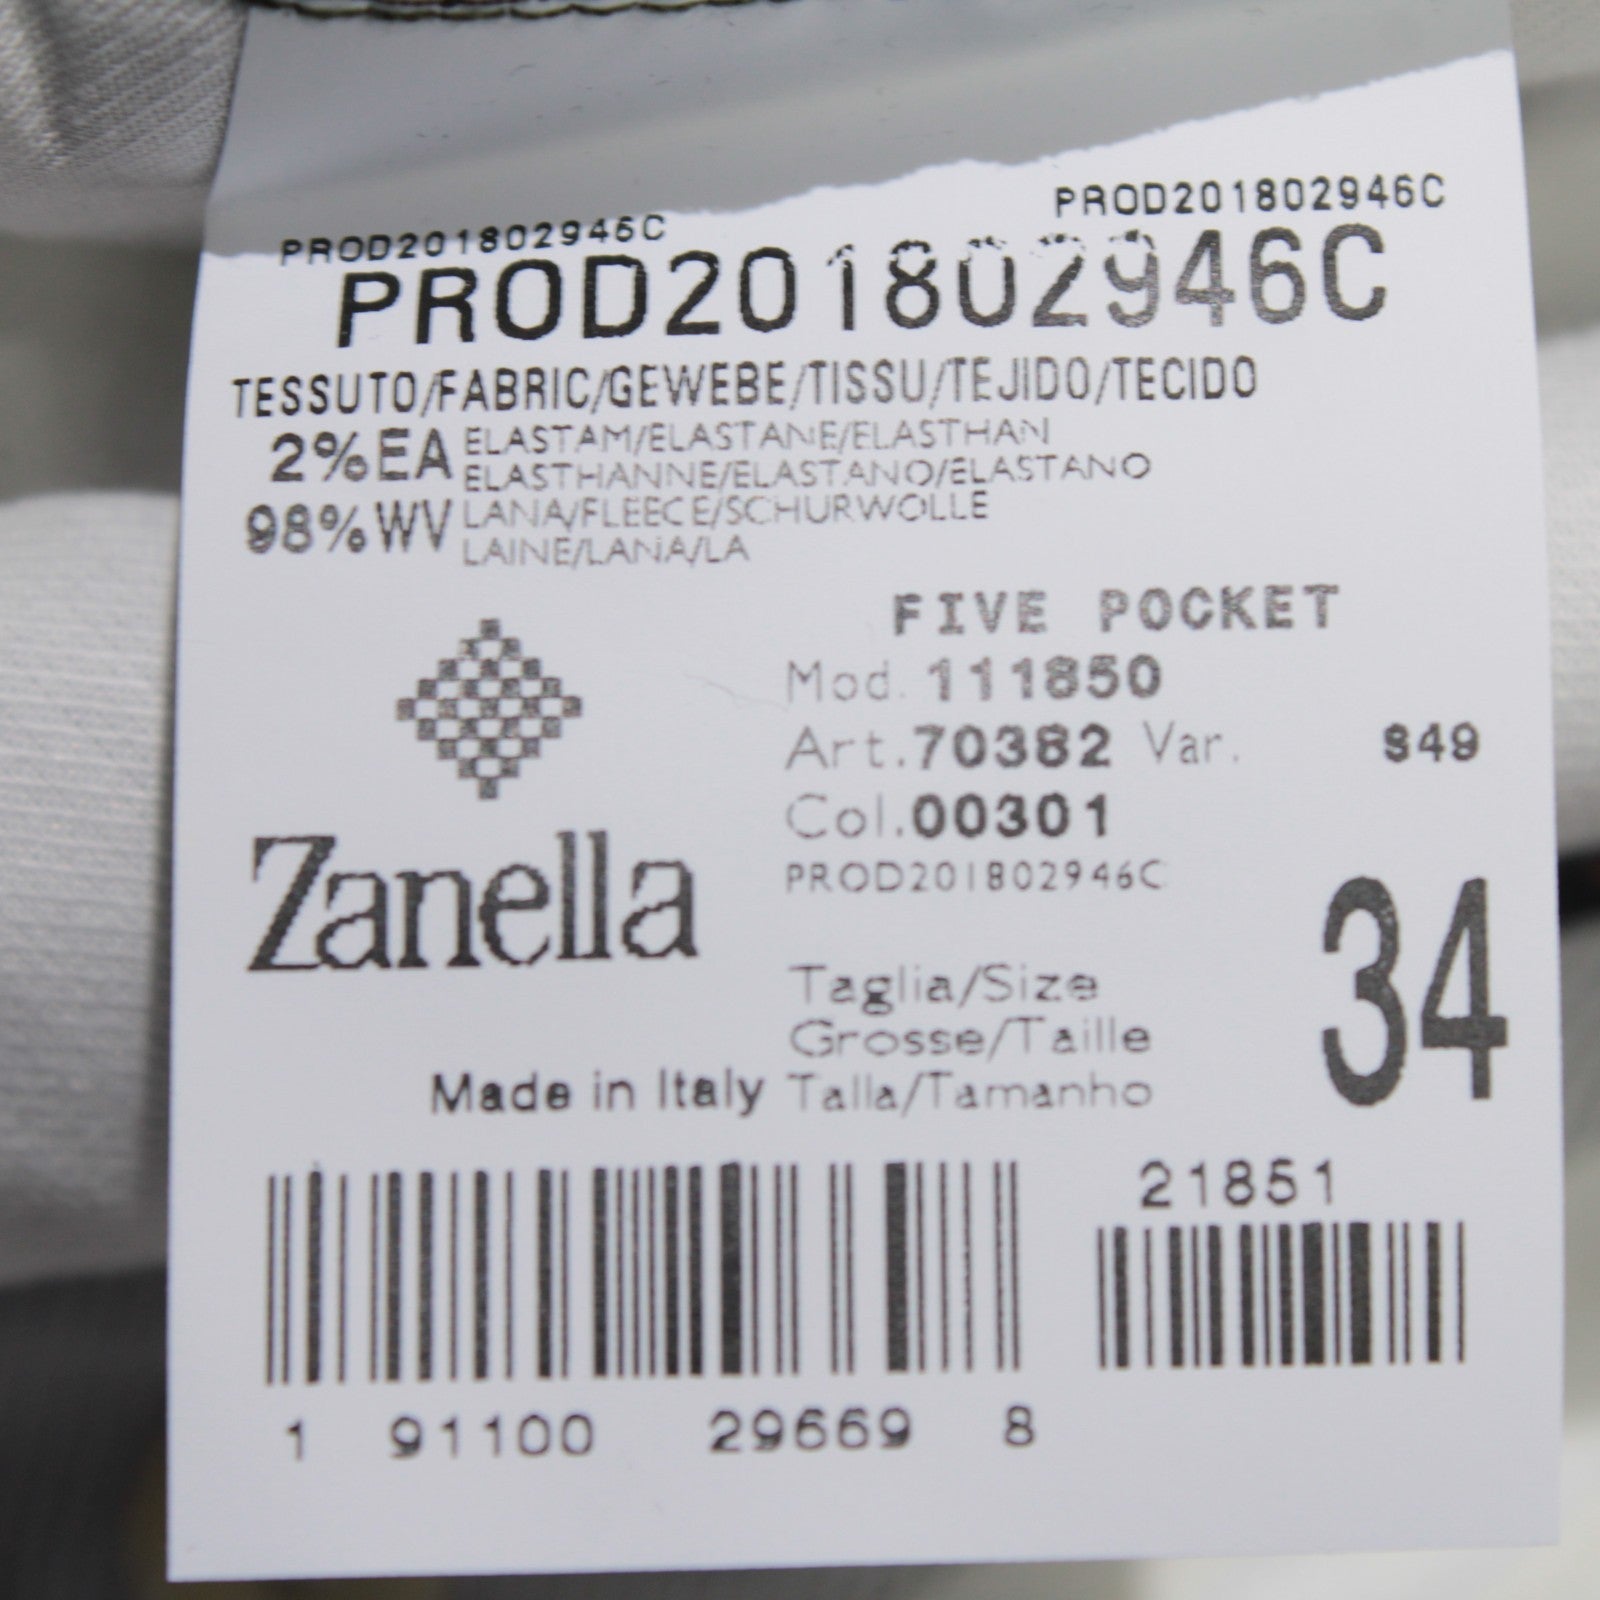 PROD201802946C
PROD201802946C
PROD201802946C
TESSUTO/FABRIC/GEWEBE/TISSU/TEJIDO/TECIDO
2%EA ELASTAM/ELASTANE/ELASTHAN
ELASTHANNE/ELASTANO/ELASTANO
98%WV LANA/FLEECE/SCHURWOLLE
LAINE/LANA/LA
FIVE POCKET
Mod. 111850
Art. 70382 Var. S49
Col. 00301
PROD201802946C
Zanella
34
Taglia/Size
Grosse/Taille
Talla/Tamanho
Made in Italy
21851
1 91100 29669 8